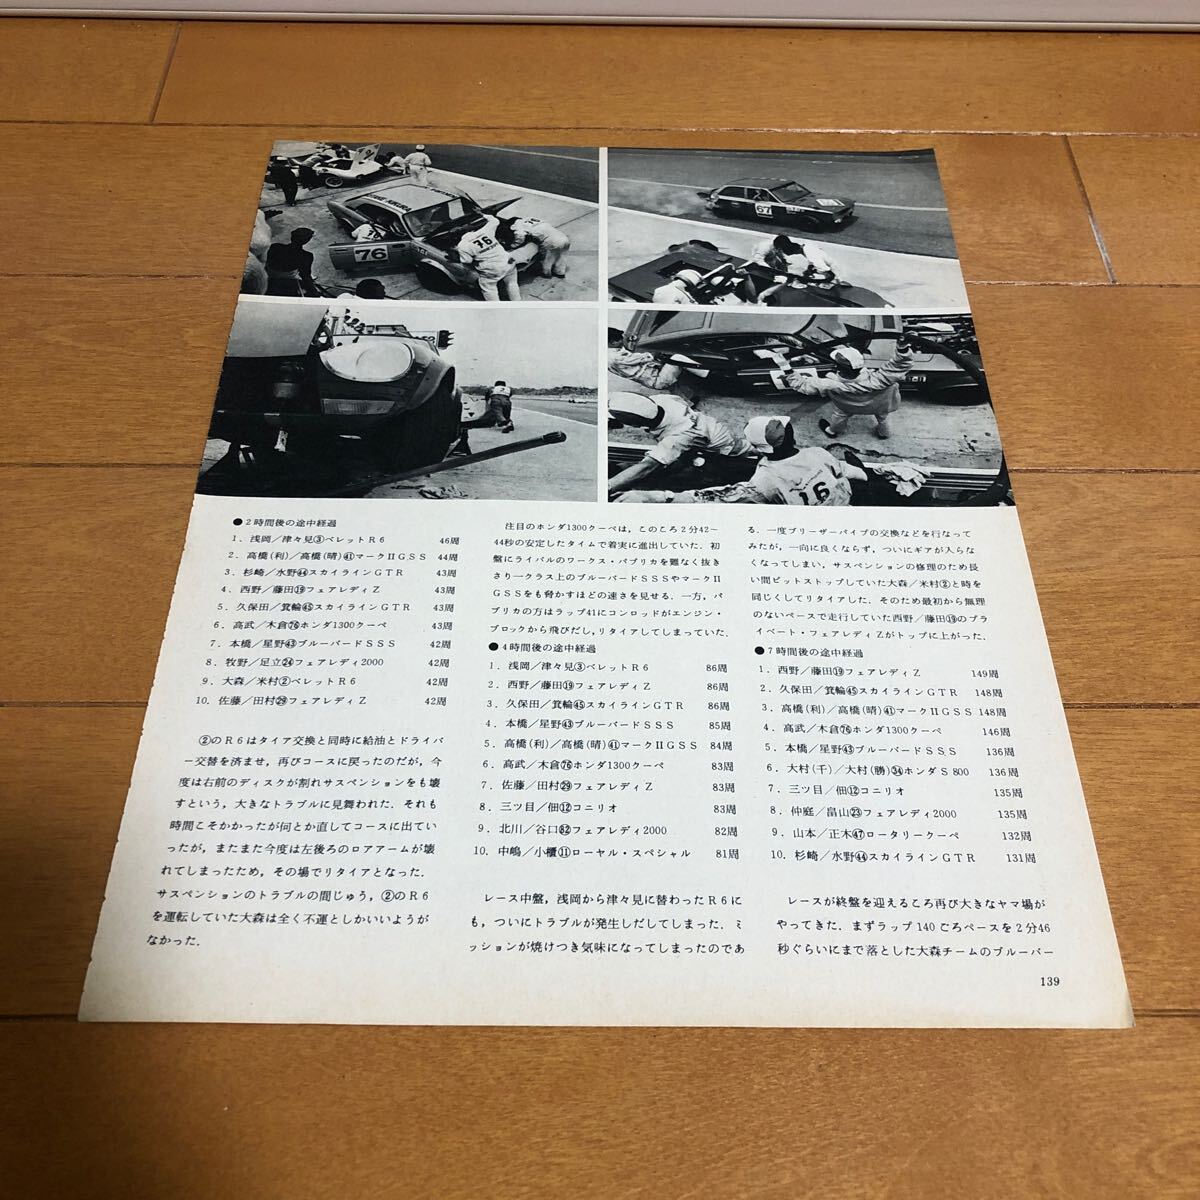 76
76
67
16
●2時間後の途中経過
1. 浅岡／津々見③ベレットR6 46周
2. 高橋(利)／高橋(晴)㊶マークⅡGSS 44周
3. 杉崎／水野㊹スカイラインGTR 43周
4. 西野／藤田⑲フェアレディZ 43周
5. 久保田／箕輪㊺スカイラインGTR 43周
6. 高武／木倉76ホンダ1300クーペ 43周
7. 本橋／星野㊸ブルーバードSSS 42周
8. 牧野／足立㉔フェアレディ2000 42周
9. 大森／米村②ベレットR6 42周
10. 佐藤／田村㉙フェアレディZ 42周
②のR6はタイア交換と同時に給油とドライバ
ー交替を済ませ，再びコースに戻ったのだが，今
度は右前のディスクが割れサスペンションをも壊
すという，大きなトラブルに見舞われた．それも
時間こそかかったが何とか直してコースに出てい
ったが，またまた今度は左後ろのロアアームが壊
れてしまったため，その場でリタイアとなった．
サスペンションのトラブルの間じゅう，②のR6
を運転していた大森は全く不運としかいいようが
なかった．
注目のホンダ1300クーペは，このころ2分42～
44秒の安定したタイムで着実に進出していた．初
盤にライバルのワークス・パブリカを難なく抜き
さり一クラス上のブルーバードSSSやマークⅡ
GSSをも脅かすほどの速さを見せる．一方，パ
ブリカの方はラップ41にコンロッドがエンジン・
ブロックから飛びだし，リタイアしてしまっていた．
●4時間後の途中経過
1. 浅岡／津々見③ベレットR6 86周
2. 西野／藤田⑲フェアレディZ 86周
3. 久保田／箕輪㊺スカイラインGTR 86周
4. 本橋／星野㊸ブルーバードSSS 85周
5. 高橋(利)／高橋(晴)㊶マークⅡGSS 84周
6. 高武／木倉76ホンダ1300クーペ 83周
7. 佐藤／田村㉙フェアレディZ 83周
8. 三ツ目／佃⑫コニリオ 83周
9. 北川／谷口82フェアレディ2000 82周
10. 中嶋／小櫃⑪ローヤル・スペシャル 81周
レース中盤，浅岡から津々見に替わったR6に
も，ついにトラブルが発生しだしてしまった．ミ
ッションが焼けつき気味になってしまったのであ
る．一度ブリーザーパイプの交換などを行なって
みたが，一向に良くならず，ついにギアが入らな
くなってしまい，サスペンションの修理のため長
い間ピットストップしていた大森／米村②と時を
同じくしてリタイアした．そのため最初から無理
のないペースで走行していた西野／藤田⑲のプラ
イベート・フェアレディZがトップに上がった．
●7時間後の途中経過
1. 西野／藤田⑲フェアレディZ 149周
2. 久保田／箕輪㊺スカイラインGTR 148周
3. 高橋(利)／高橋(晴)㊶マークⅡGSS 148周
4. 高武／木倉76ホンダ1300クーペ 146周
5. 本橋／星野㊸ブルーバードSSS 136周
6. 大村(千)／大村(勝)㉞ホンダS800 136周
7. 三ツ目／佃⑫コニリオ 135周
8. 仲庭／畠山㉓フェアレディ2000 135周
9. 山本／正木㊼ロータリークーペ 132周
10. 杉崎／水野㊹スカイラインGTR 131周
レースが終盤を迎えるころ再び大きなヤマ場が
やってきた．まずラップ140ごろペースを2分46
秒ぐらいにまで落とした大森チームのブルーバー
139